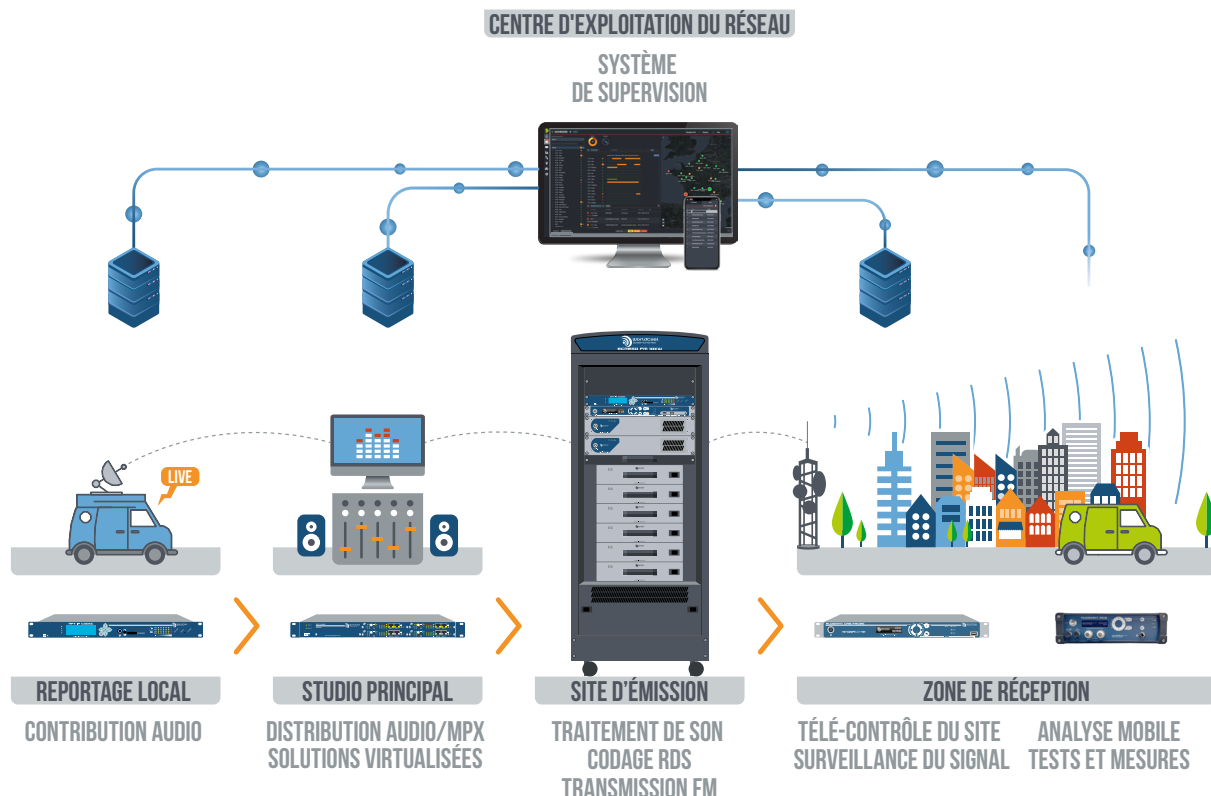 CENTRE D'EXPLOITATION DU RÉSEAU
SYSTÈME
DE SUPERVISION
LIVE
WORLDCAST
REPORTAGE LOCAL
CONTRIBUTION AUDIO
STUDIO PRINCIPAL
DISTRIBUTION AUDIO/MPX
SOLUTIONS VIRTUALISÉES
SITE D'ÉMISSION
TRAITEMENT DE SON
CODAGE RDS
TRANSMISSION FM
ZONE DE RÉCEPTION
TÉLÉ-CONTRÔLE DU SITE
SURVEILLANCE DU SIGNAL
ANALYSE MOBILE
TESTS ET MESURES